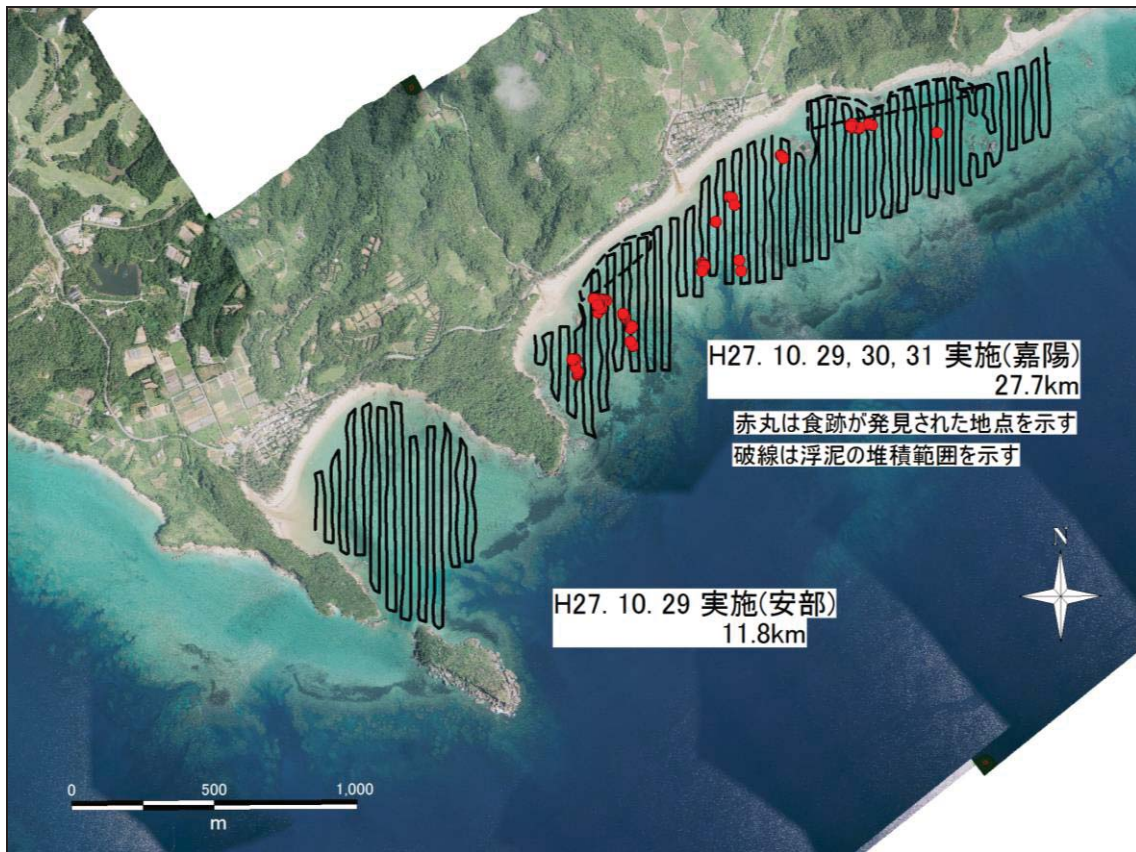 H27.10.29,30,31 実施(嘉陽)
27.7km
赤丸は食跡が発見された地点を示す
破線は浮泥の堆積範囲を示す
N
H27.10.29 実施(安部)
11.8km
0 500 1,000
m